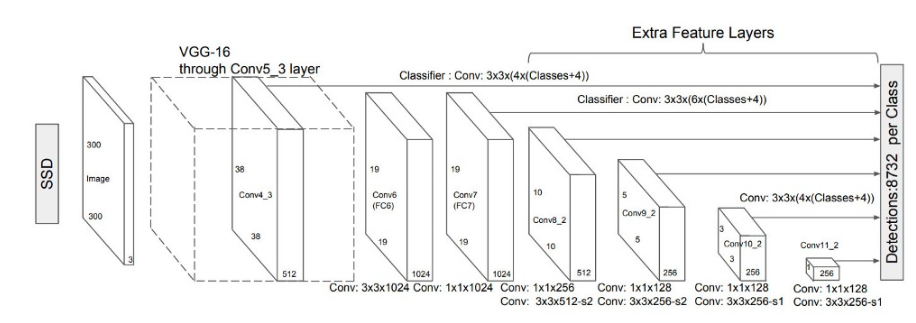 Extra Feature Layers
VGG-16
through Conv5_3 layer
Classifier : Conv: 3x3x(4x(Classes+4))
Classifier : Conv: 3x3x(6x(Classes+4))
SSD
300
Image
300
3
38
Conv4_3
38
512
19
Conv6
(FC6)
19
1024
19
Conv7
(FC7)
19
1024
10
Conv8_2
10
512
5
Conv9_2
5
256
Conv: 3x3x(4x(Classes+4))
3
Conv10_2
3
256
Conv11_2
1
256
Detections:8732 per Class
Conv: 3x3x1024
Conv: 1x1x1024
Conv: 1x1x256
Conv: 3x3x512-s2
Conv: 1x1x128
Conv: 3x3x256-s2
Conv: 1x1x128
Conv: 3x3x256-s1
Conv: 1x1x128
Conv: 3x3x256-s1